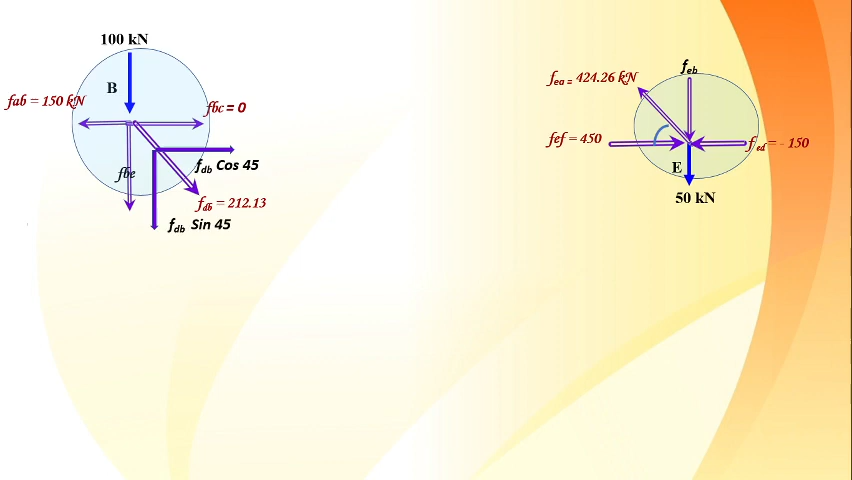 100 kN
B
fab = 150 kN
fbc = 0
fbe
fdb Cos 45
fdb = 212.13
fdb Sin 45
fea = 424.26 kN
feb
fef = 450
fed = - 150
E
50 kN